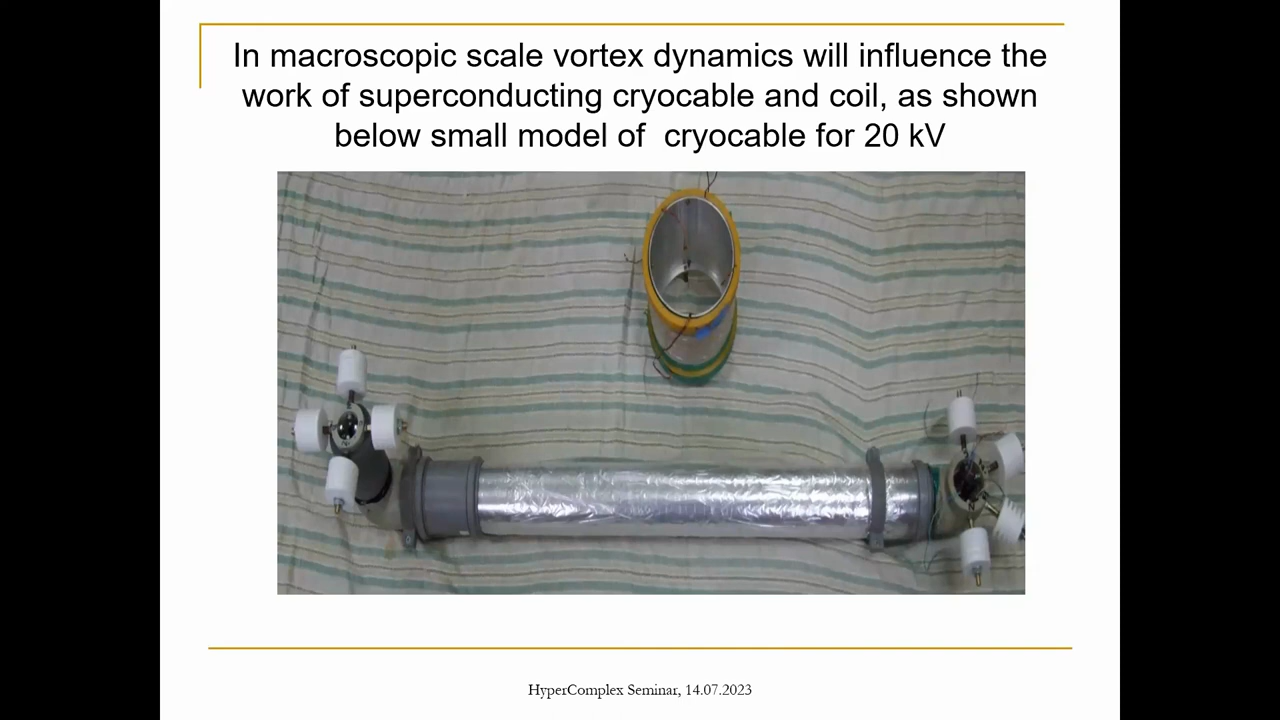 In macroscopic scale vortex dynamics will influence the
work of superconducting cryocable and coil, as shown
below small model of  cryocable for 20 kV
HyperComplex Seminar, 14.07.2023